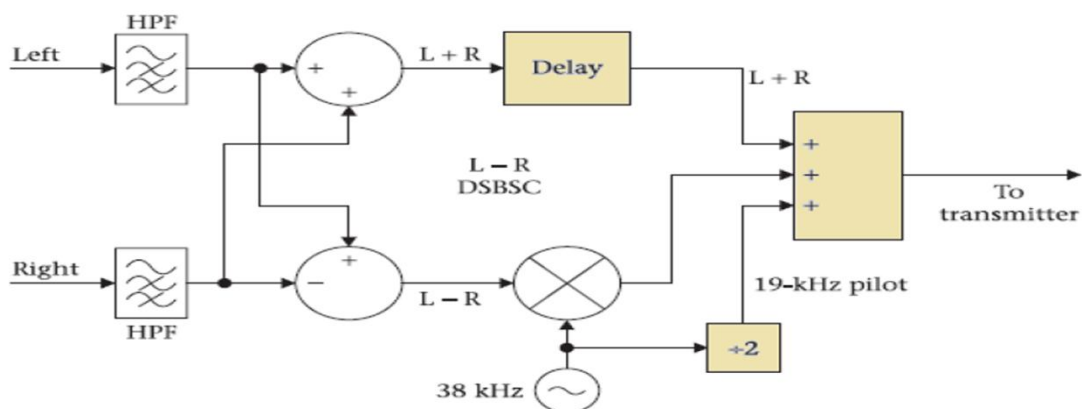 HPF
Left
+
+
L + R
Delay
L + R
L − R
DSBSC
+
+
+
To
transmitter
Right
+
−
HPF
L − R
19-kHz pilot
÷2
38 kHz